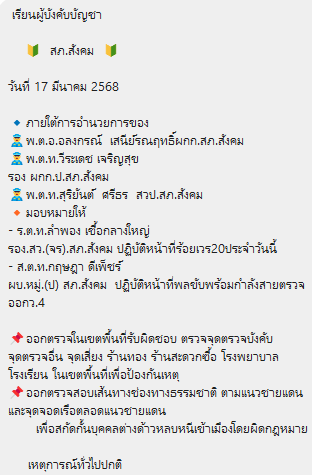 เรียนผู้บังคับบัญชา
🔰 สภ.สังคม 🔰
วันที่ 17 มีนาคม 2568
🔹ภายใต้การอำนวยการของ
👮พ.ต.อ.อลงกรณ์ เสนีย์รณฤทธิ์ผกก.สภ.สังคม
👮พ.ต.ท.วีระเดช เจริญสุข
รอง ผกก.ป.สภ.สังคม
👮พ.ต.ท.สุริยันต์ ศรีธร สวป.สภ.สังคม
🔸มอบหมายให้
- ร.ต.ท.ลำพอง เชื้อกลางใหญ่
รอง.สว.(จร).สภ.สังคม ปฏิบัติหน้าที่ร้อยเวร20ประจำวันนี้
- ส.ต.ท.กฤษฎา ดีเพ็ชร์
ผบ.หมู่.(ป) สภ.สังคม ปฏิบัติหน้าที่พลขับพร้อมกำลังสายตรวจ
ออกว.4
📌ออกตรวจในเขตพื้นที่รับผิดชอบ ตรวจจุดตรวจบังคับ
จุดตรวจอื่น จุดเสี่ยง ร้านทอง ร้านสะดวกซื้อ โรงพยาบาล
โรงเรียน ในเขตพื้นที่เพื่อป้องกันเหตุ
📌ออกตรวจสอบเส้นทางช่องทางธรรมชาติ ตามแนวชายแดน
และจุดจอดเรือตลอดแนวชายแดน
เพื่อสกัดกั้นบุคคลต่างด้าวหลบหนีเข้าเมืองโดยผิดกฎหมาย
เหตุการณ์ทั่วไปปกติ